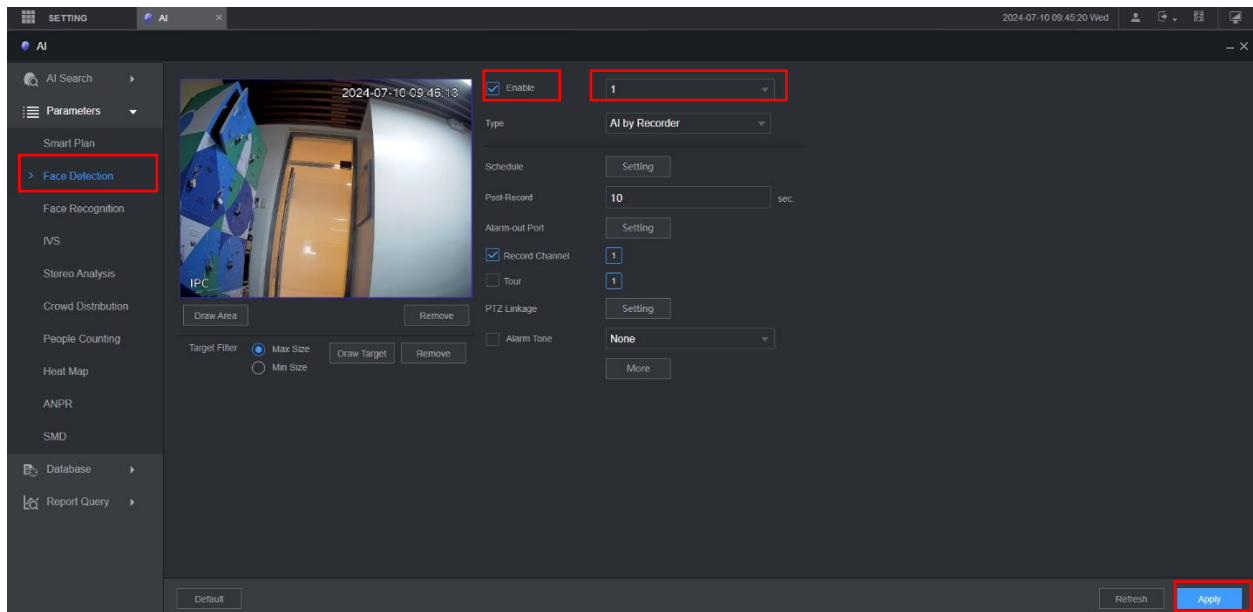 SETTING
AI
2024-07-10 09:45:20 Wed
AI
AI Search
Parameters
Smart Plan
Face Detection
Face Recognition
IVS
Stereo Analysis
Crowd Distribution
People Counting
Heat Map
ANPR
SMD
Database
Report Query
2024-07-10 09:46:13
IPC
Draw Area
Remove
Target Filter
Max Size
Min Size
Draw Target
Remove
Enable
1
Type
AI by Recorder
Schedule
Setting
Post-Record
10
sec.
Alarm-out Port
Setting
Record Channel
1
Tour
1
PTZ Linkage
Setting
Alarm Tone
None
More
Default
Refresh
Apply